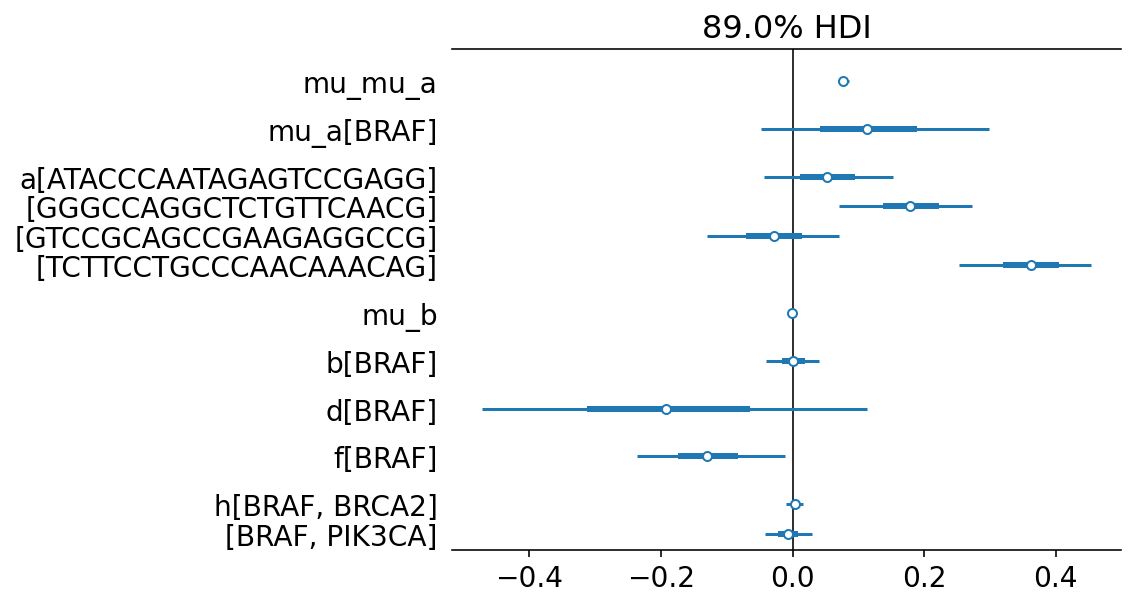 89.0% HDI
mu_mu_a
mu_a[BRAF]
a[ATACCCAATAGAGTCCGAGG]
[GGGCCAGGCTCTGTTCAACG]
[GTCCGCAGCCGAAGAGGCCG]
[TCTTCCTGCCCAACAAACAG]
mu_b
b[BRAF]
d[BRAF]
f[BRAF]
h[BRAF, BRCA2]
[BRAF, PIK3CA]
−0.4 −0.2 0.0 0.2 0.4